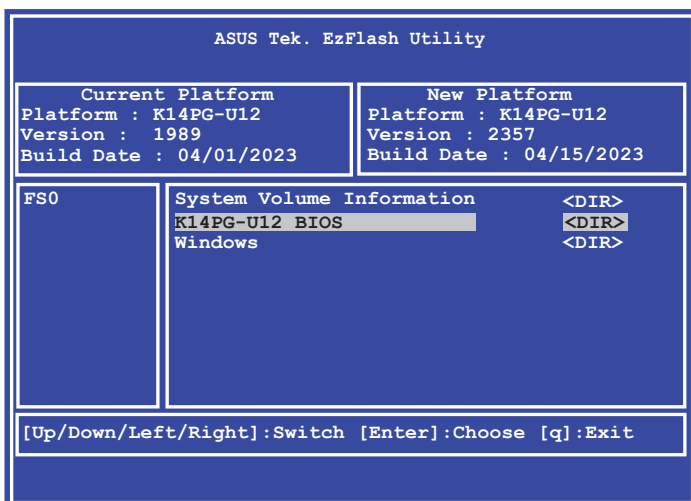 ASUS Tek. EzFlash Utility
Current Platform
Platform : K14PG-U12
Version : 1989
Build Date : 04/01/2023
New Platform
Platform : K14PG-U12
Version : 2357
Build Date : 04/15/2023
FS0
System Volume Information <DIR>
K14PG-U12 BIOS <DIR>
Windows <DIR>
[Up/Down/Left/Right]:Switch [Enter]:Choose [q]:Exit